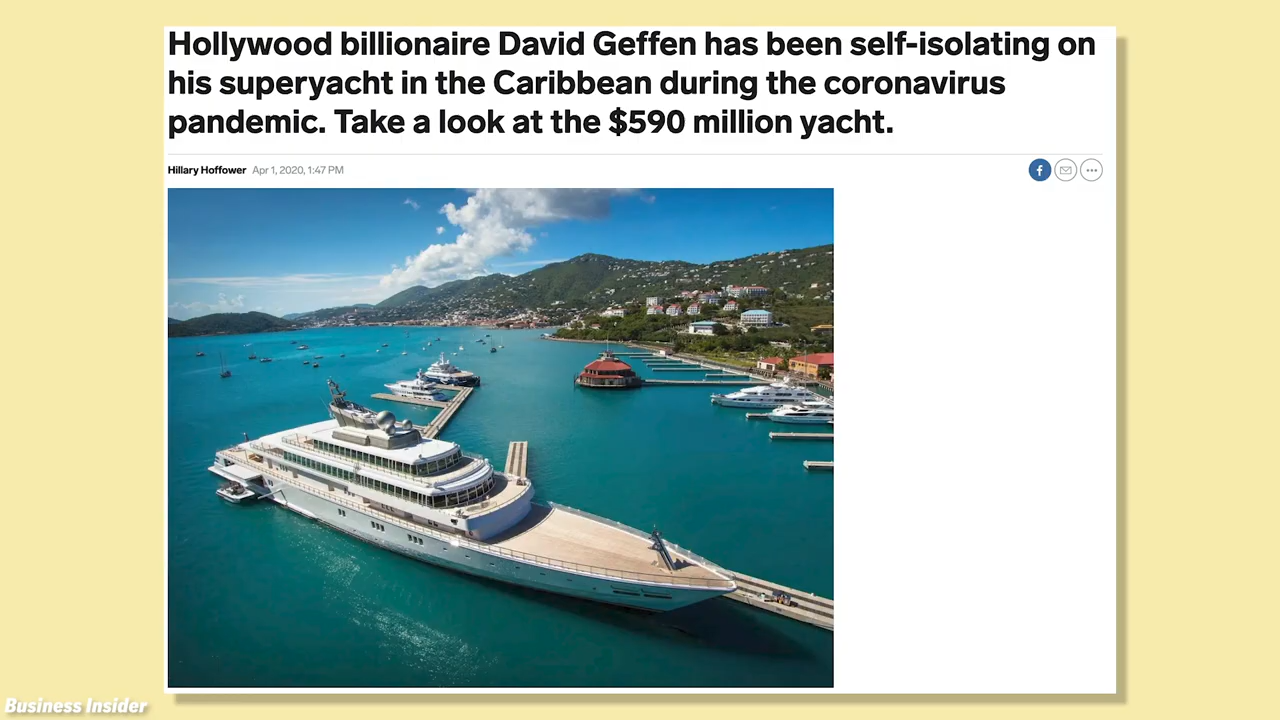 Hollywood billionaire David Geffen has been self-isolating on
his superyacht in the Caribbean during the coronavirus
pandemic. Take a look at the $590 million yacht.
Hillary Hoffower Apr 1, 2020, 1:47 PM
Business Insider